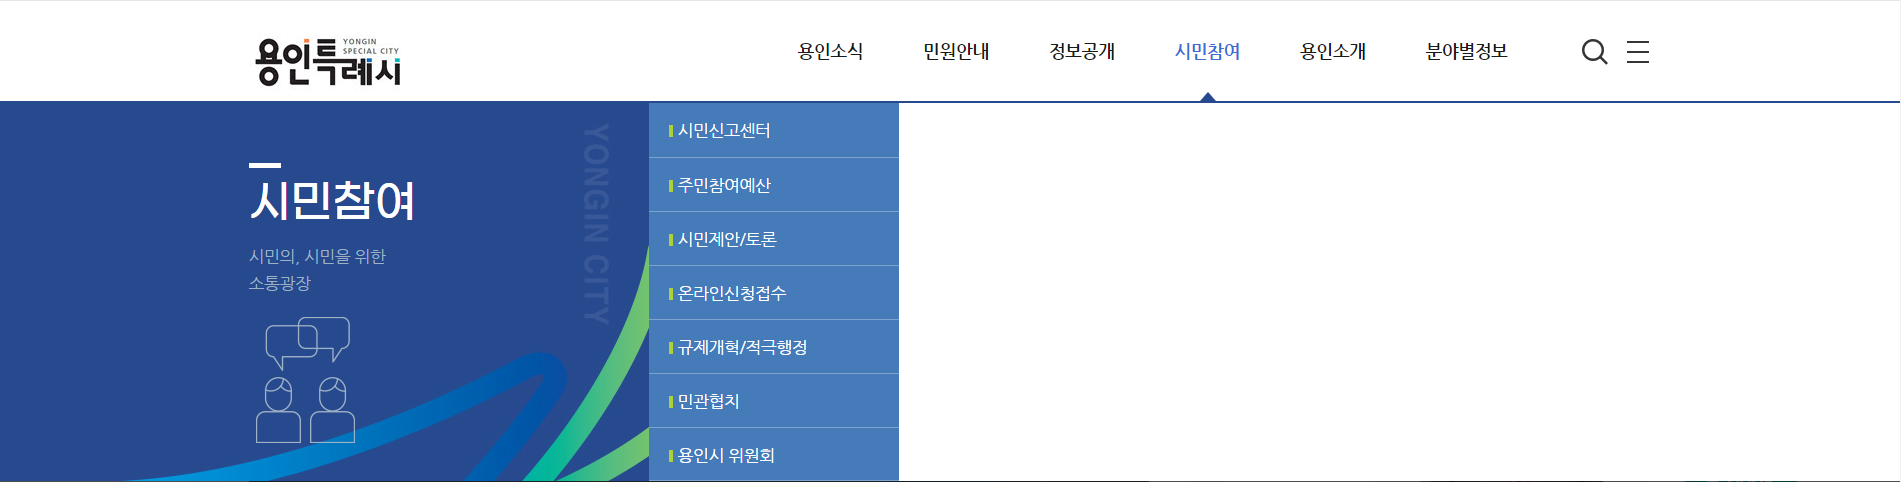 YONGIN
SPECIAL CITY
용인특례시
용인소식
민원안내
정보공개
시민참여
용인소개
분야별정보
시민참여
시민의, 시민을 위한
소통광장
YONGIN CITY
시민신고센터
주민참여예산
시민제안/토론
온라인신청접수
규제개혁/적극행정
민관협치
용인시 위원회